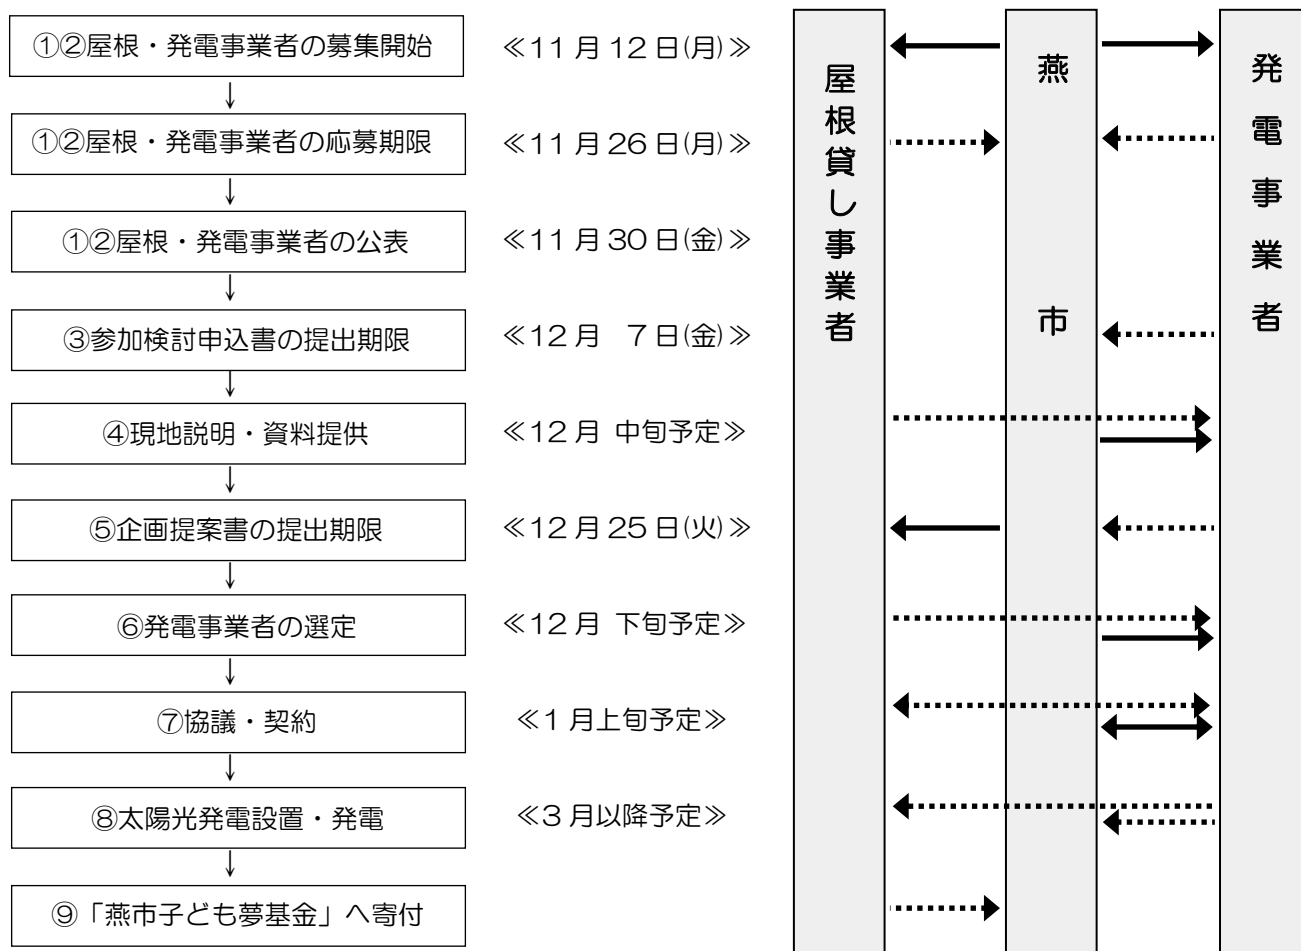 ①②屋根・発電事業者の募集開始 ≪11月12日(月)≫
①②屋根・発電事業者の応募期限 ≪11月26日(月)≫
①②屋根・発電事業者の公表 ≪11月30日(金)≫
③参加検討申込書の提出期限 ≪12月　7日(金)≫
④現地説明・資料提供 ≪12月 中旬予定≫
⑤企画提案書の提出期限 ≪12月25日(火)≫
⑥発電事業者の選定 ≪12月 下旬予定≫
⑦協議・契約 ≪1月上旬予定≫
⑧太陽光発電設置・発電 ≪3月以降予定≫
⑨「燕市子ども夢基金」へ寄付
屋根貸し事業者
燕市
発電事業者